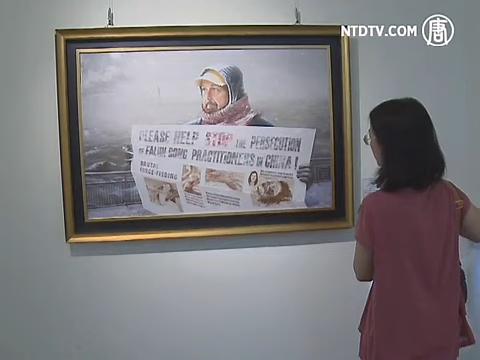 NTDTV.COM 唐
PLEASE HELP STOP THE PERSECUTION
OF FALUN GONG PRACTITIONERS IN CHINA!
BRUTAL
FORCE-FEEDING